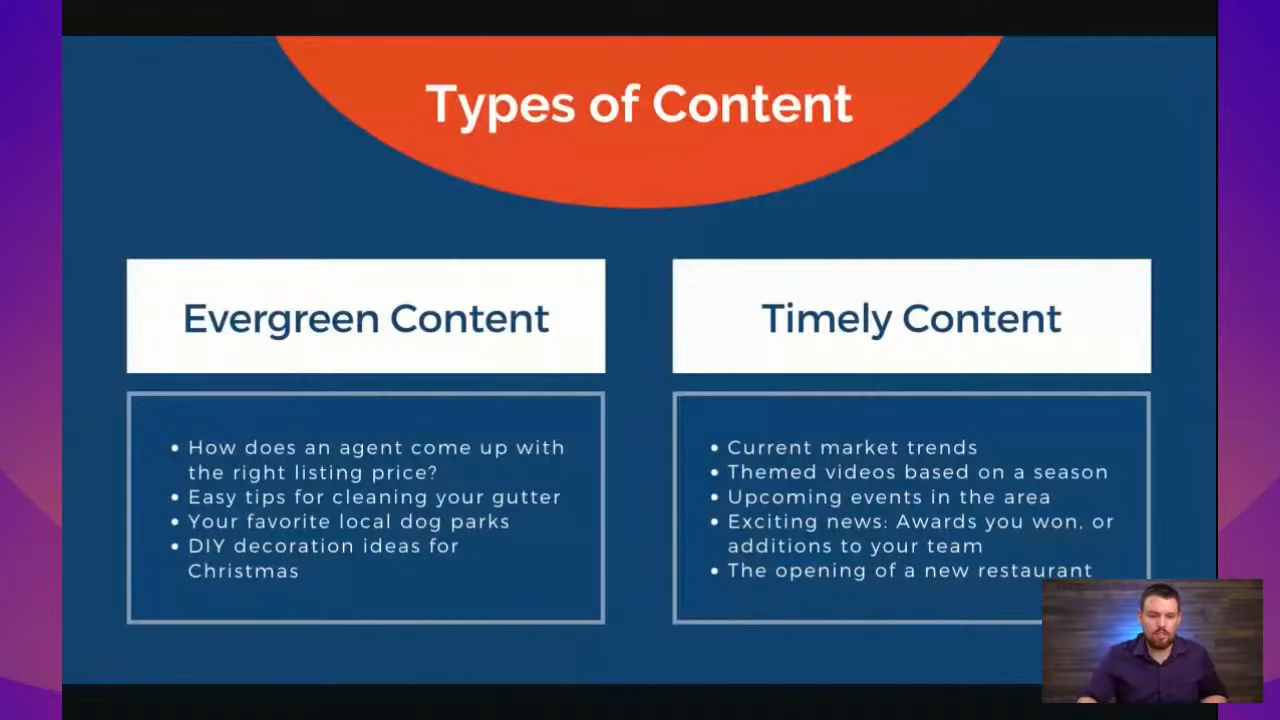 Types of Content
Evergreen Content
How does an agent come up with
the right listing price?
Easy tips for cleaning your gutter
Your favorite local dog parks
DIY decoration ideas for
Christmas
Timely Content
Current market trends
Themed videos based on a season
Upcoming events in the area
Exciting news: Awards you won, or
additions to your team
The opening of a new restaurant